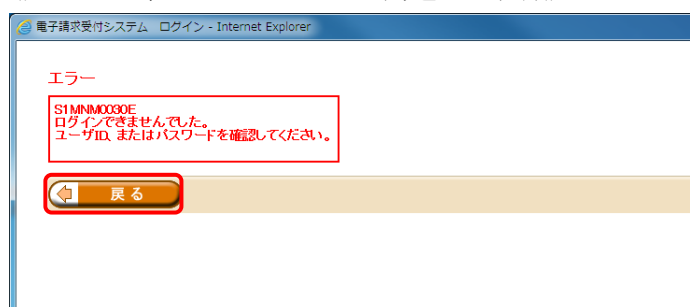 電子請求受付システム ログイン - Internet Explorer
エラー
S1MNM0030E
ログインできませんでした。
ユーザID、またはパスワードを確認してください。
戻る